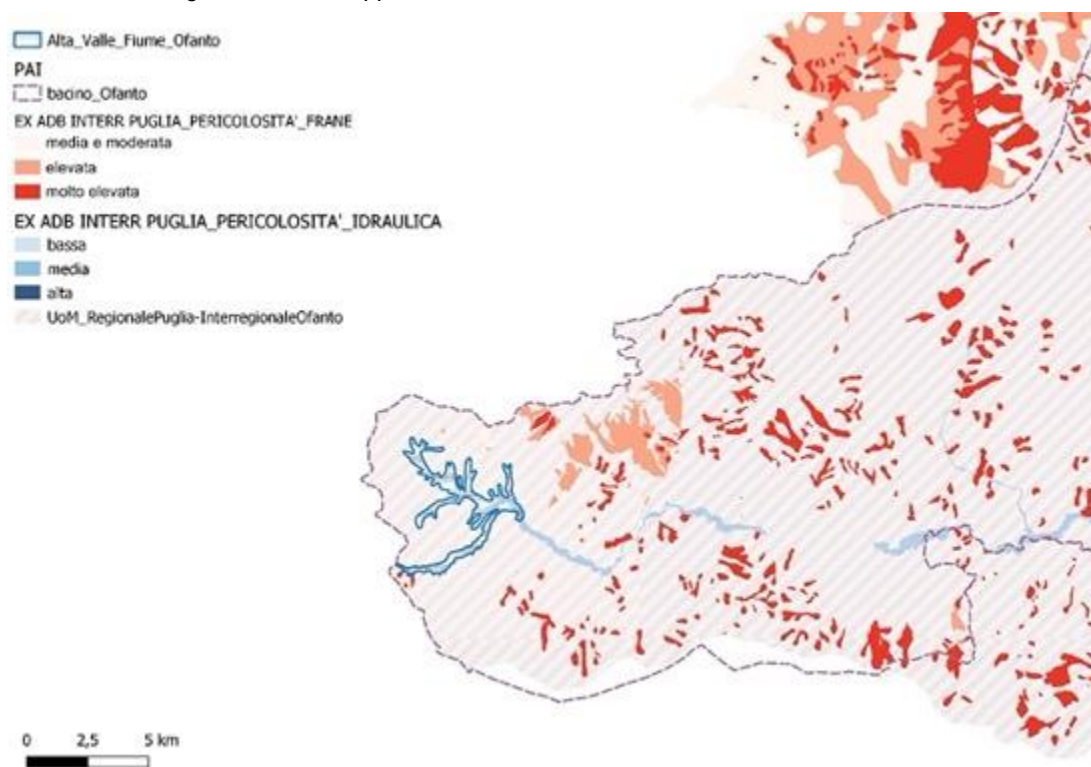 Alta_Valle_Fiume_Ofanto
PAI
bacino_Ofanto
EX ADB INTERR PUGLIA_PERICOLOSITA'_FRANE
media e moderata
elevata
molto elevata
EX ADB INTERR PUGLIA_PERICOLOSITA'_IDRAULICA
bassa
media
alta
UoM_RegionalePuglia-InterregionaleOfanto
0 2,5 5 km